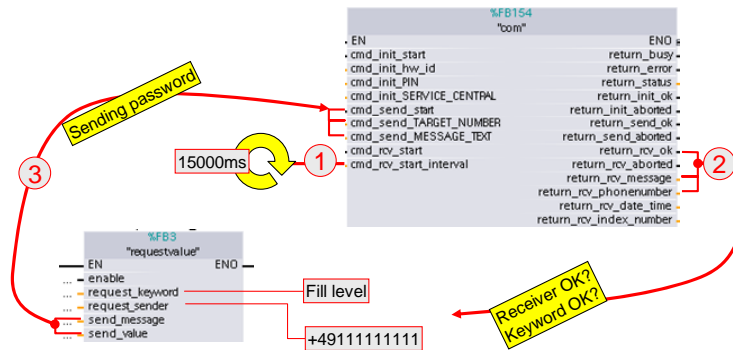 %FB154
"com"
EN
ENO
cmd_init_start
return_busy
cmd_init_hw_id
return_error
cmd_init_PIN
return_status
cmd_init_SERVICE_CENTRAL
return_init_ok
cmd_send_start
return_init_aborted
cmd_send_TARGET_NUMBER
return_send_ok
cmd_send_MESSAGE_TEXT
return_send_aborted
cmd_rcv_start
return_rcv_ok
cmd_rcv_start_interval
return_rcv_aborted
return_rcv_message
return_rcv_phonenumber
return_rcv_date_time
return_rcv_index_number
Sending password
15000ms
1
2
3
%FB3
"requestvalue"
EN
ENO
... enable
... request_keyword
... request_sender
... send_message
... send_value
Fill level
+49111111111
Receiver OK?
Keyword OK?